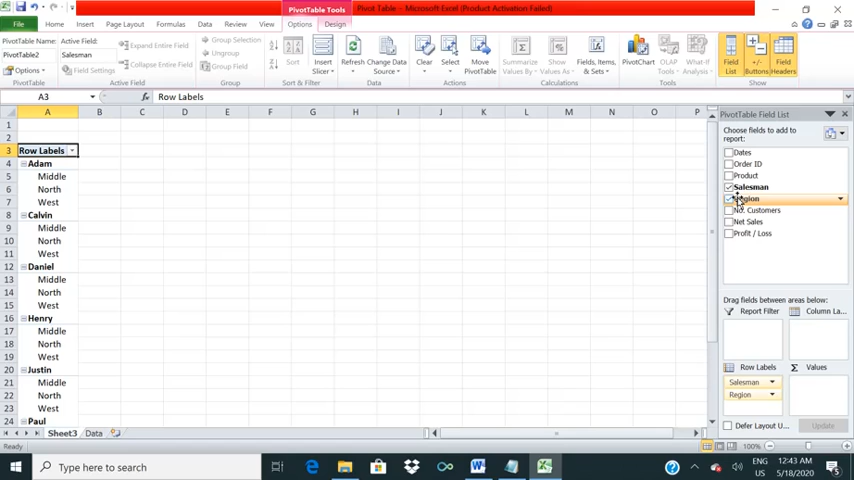 PivotTable Tools
Pivot Table - Microsoft Excel (Product Activation Failed)
File Home Insert Page Layout Formulas Data Review View Options Design
PivotTable Name: Active Field:
PivotTable2 Salesman
Options Field Settings
Expand Entire Field
Collapse Entire Field
Group Selection
Ungroup
Group Field
Sort Insert Slicer Refresh Change Data Source Clear Select Move PivotTable
Summarize Values By Show Values As Fields, Items, & Sets PivotChart OLAP Tools What-If Analysis Field List +/- Buttons Field Headers
PivotTable Active Field Group Sort & Filter Data Actions Calculations Tools Show
A3 fx Row Labels
A B C D E F G H I J K L M N O P
1
2
3 Row Labels
4 Adam
5 Middle
6 North
7 West
8 Calvin
9 Middle
10 North
11 West
12 Daniel
13 Middle
14 North
15 West
16 Henry
17 Middle
18 North
19 West
20 Justin
21 Middle
22 North
23 West
24 Paul
PivotTable Field List
Choose fields to add to report:
Dates
Order ID
Product
Salesman
No. Customers
Net Sales
Profit / Loss
Drag fields between areas below:
Report Filter Column La...
Row Labels Σ Values
Salesman
Region
Defer Layout U... Update
Sheet3 Data
Ready 100%
Type here to search
ENG 12:43 AM
US 5/18/2020
5